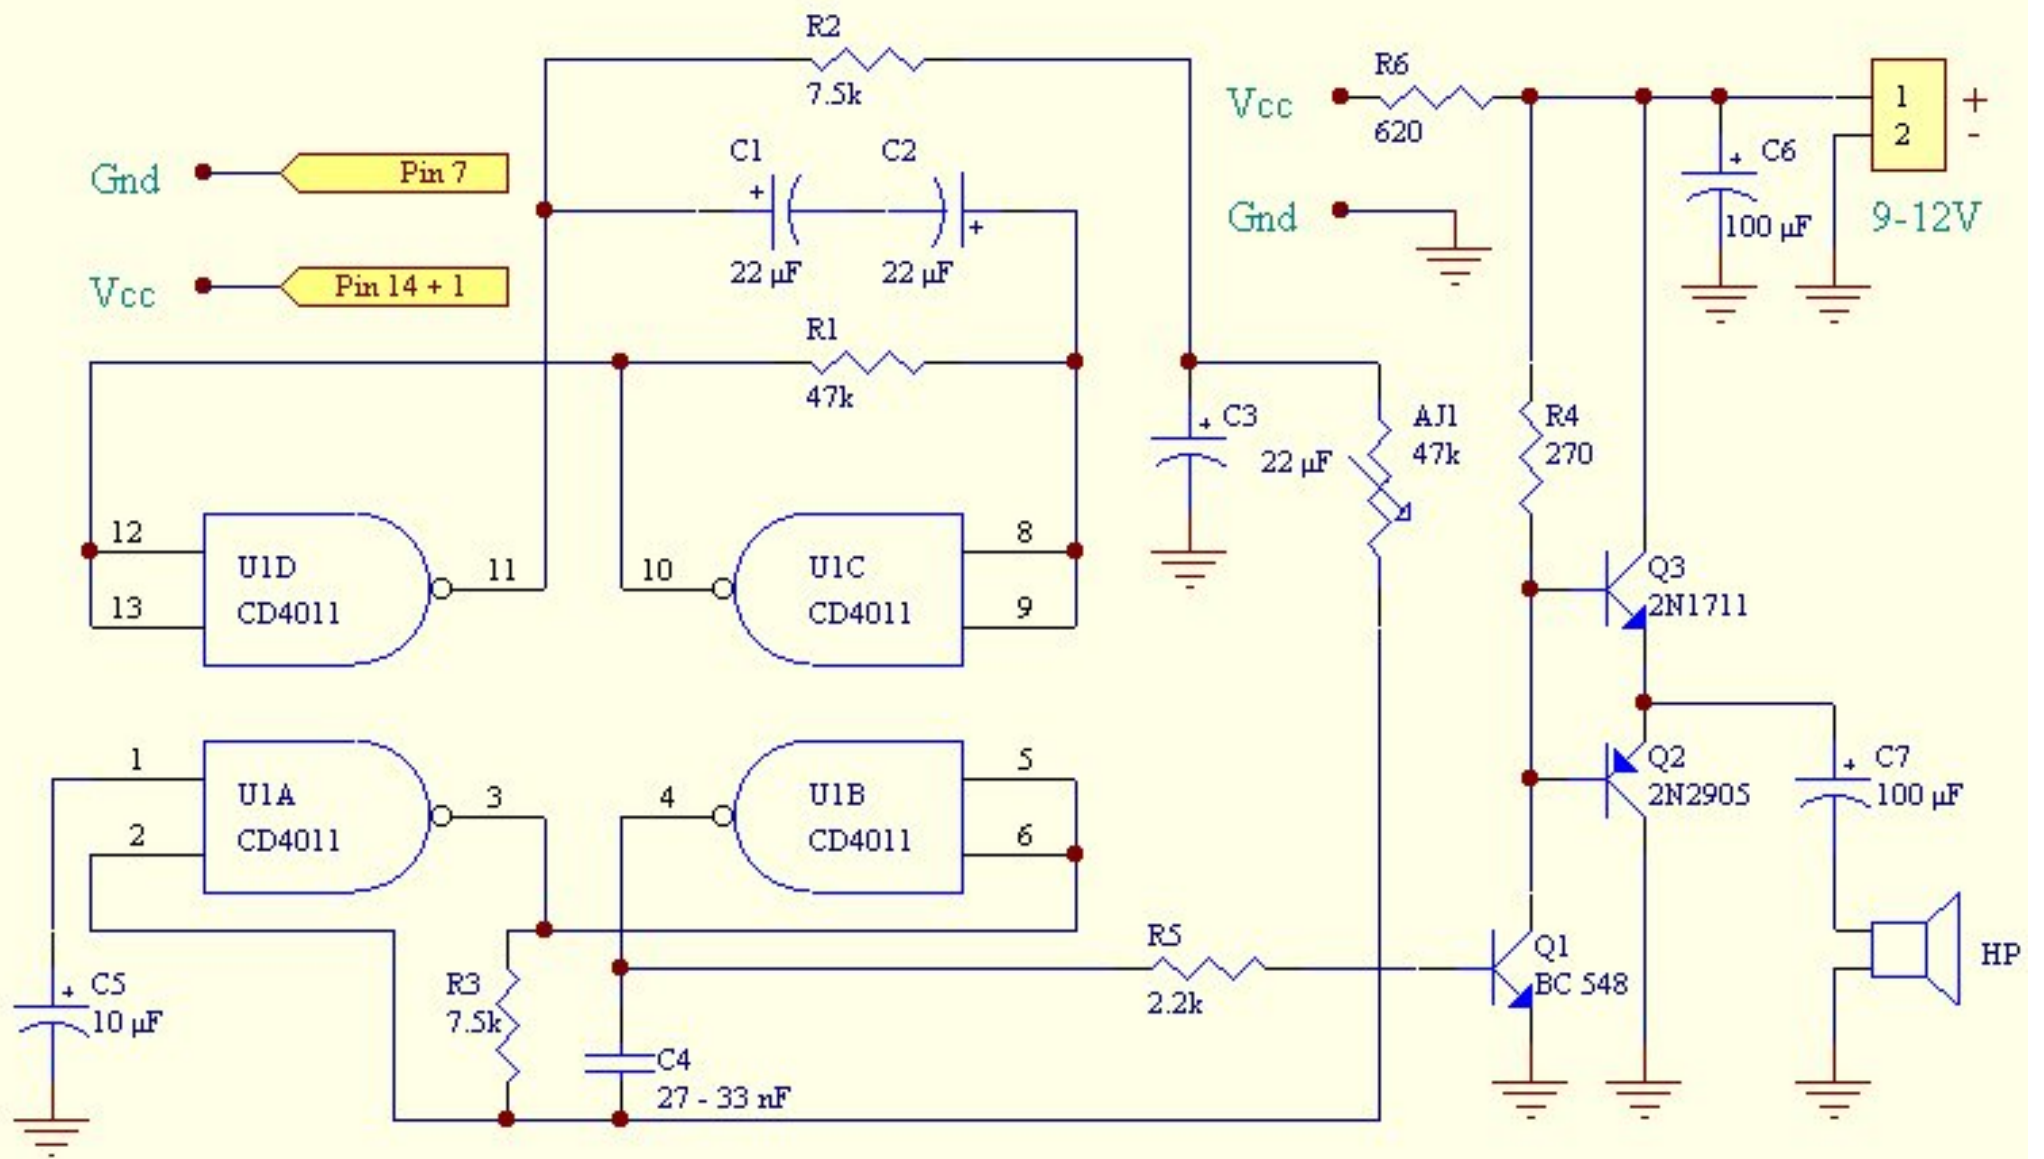 R2
7.5k
C1
C2
22 µF
22 µF
R1
47k
Gnd
Pin 7
Vcc
Pin 14 + 1
Vcc
R6
620
Gnd
1
2
+
-
9-12V
+ C6
100 µF
+
+
12
13
U1D
CD4011
11
10
U1C
CD4011
8
9
+ C3
22 µF
AJ1
47k
R4
270
Q3
2N1711
Q2
2N2905
+ C7
100 µF
1
2
U1A
CD4011
3
4
U1B
CD4011
5
6
+ C5
10 µF
R3
7.5k
C4
27 - 33 nF
R5
2.2k
Q1
BC 548
HP